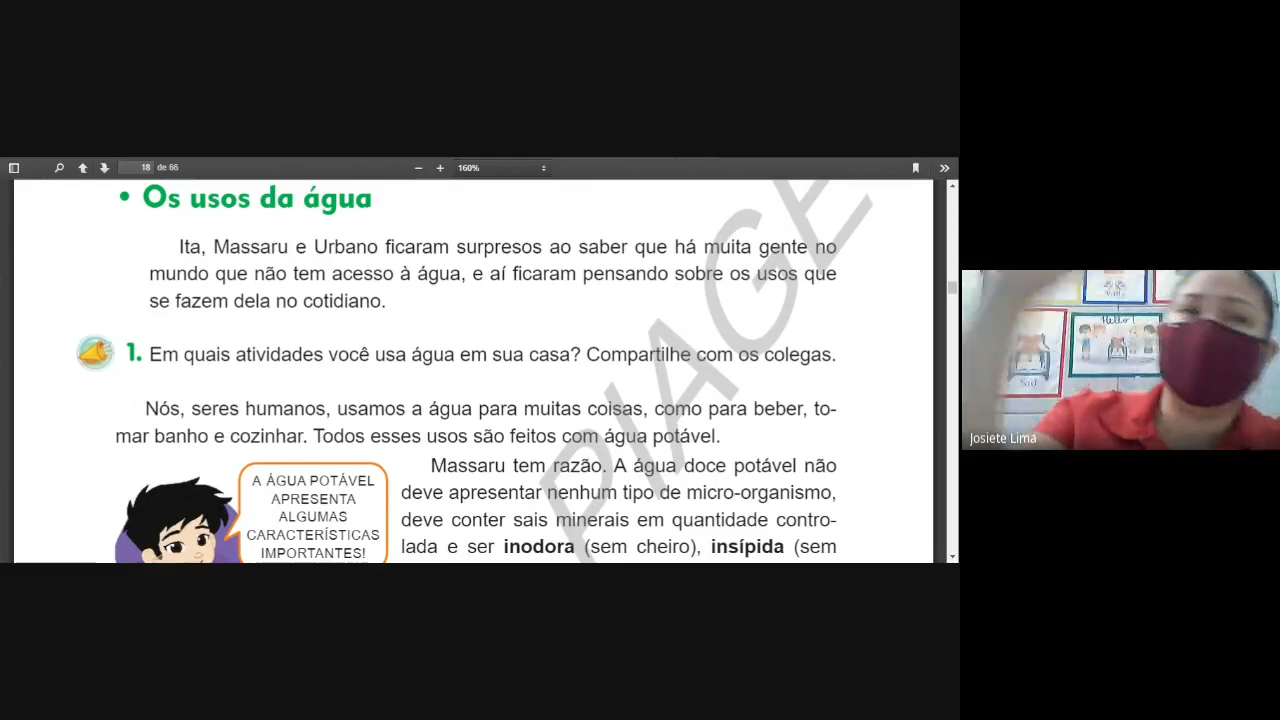 18 de 66
160%
• Os usos da água
Ita, Massaru e Urbano ficaram surpresos ao saber que há muita gente no
mundo que não tem acesso à água, e aí ficaram pensando sobre os usos que
se fazem dela no cotidiano.
1. Em quais atividades você usa água em sua casa? Compartilhe com os colegas.
Nós, seres humanos, usamos a água para muitas coisas, como para beber, to-
mar banho e cozinhar. Todos esses usos são feitos com água potável.
A ÁGUA POTÁVEL
APRESENTA
ALGUMAS
CARACTERÍSTICAS
IMPORTANTES!
Massaru tem razão. A água doce potável não
deve apresentar nenhum tipo de micro-organismo,
deve conter sais minerais em quantidade contro-
lada e ser inodora (sem cheiro), insípida (sem
PIAGE
Hello!
Sid
Josiete Lima